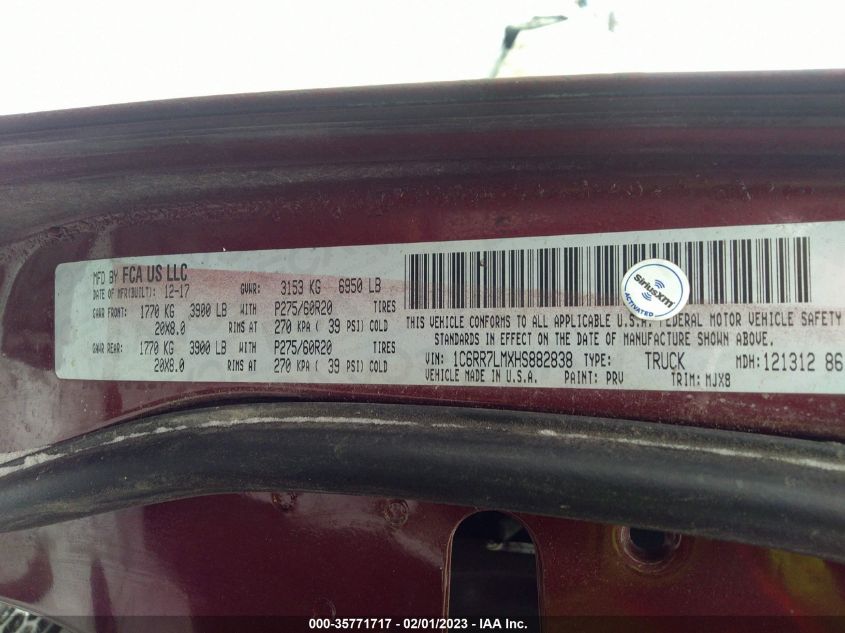 MFD BY FCA US LLC
DATE OF MFR(BUILT): 12-17 GVWR: 3153 KG 6950 LB
GAWR FRONT: 1770 KG 3900 LB WITH P275/60R20 TIRES
20X8.0 RIMS AT 270 KPA ( 39 PSI) COLD
GAWR REAR: 1770 KG 3900 LB WITH P275/60R20 TIRES
20X8.0 RIMS AT 270 KPA ( 39 PSI) COLD
siriusxm
ACTIVATED
THIS VEHICLE CONFORMS TO ALL APPLICABLE U.S.A. FEDERAL MOTOR VEHICLE SAFETY
STANDARDS IN EFFECT ON THE DATE OF MANUFACTURE SHOWN ABOVE.
VIN: 1C6RR7LMXHS882838 TYPE: TRUCK MDH: 121312 86
VEHICLE MADE IN U.S.A. PAINT: PRV TRIM: MJX8
000-35771717 - 02/01/2023 - IAA Inc.